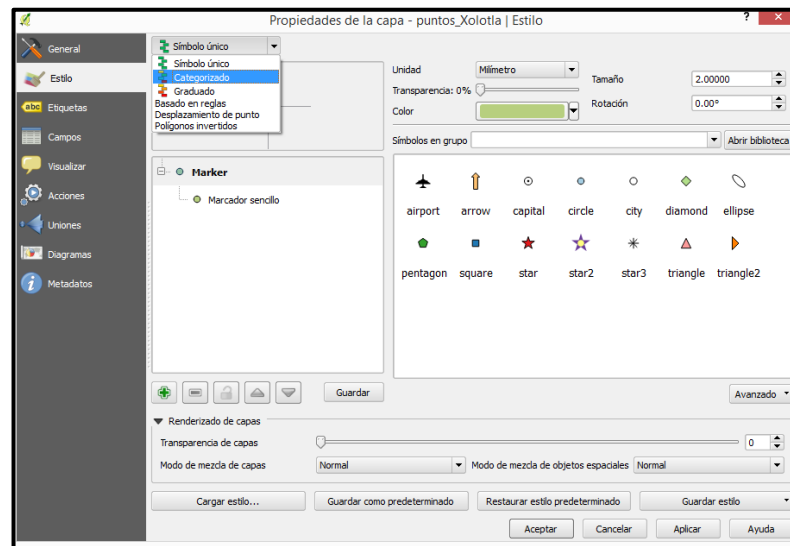 Propiedades de la capa - puntos_Xolotla | Estilo
? ×
General
Estilo
abc Etiquetas
Campos
Visualizar
Acciones
Uniones
Diagramas
Metadatos
Símbolo único
Símbolo único
Categorizado
Graduado
Basado en reglas
Desplazamiento de punto
Polígonos invertidos
Unidad Milímetro
Transparencia: 0%
Color
Tamaño 2.00000
Rotación 0.00°
Símbolos en grupo Abrir biblioteca
Marker
Marcador sencillo
airport arrow capital circle city diamond ellipse
pentagon square star star2 star3 triangle triangle2
Guardar
Avanzado
Renderizado de capas
Transparencia de capas 0
Modo de mezcla de capas Normal Modo de mezcla de objetos espaciales Normal
Cargar estilo... Guardar como predeterminado Restaurar estilo predeterminado Guardar estilo
Aceptar Cancelar Aplicar Ayuda